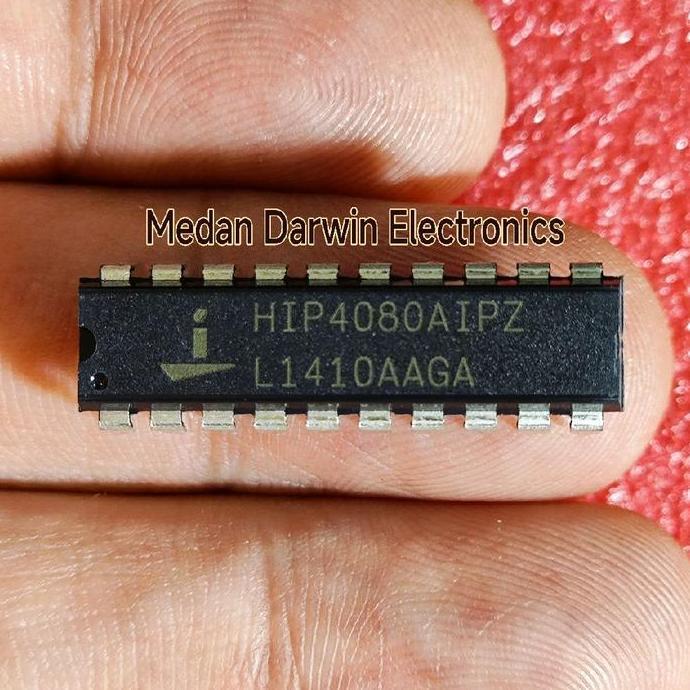 Medan Darwin Electronics
HIP4080AIPZ
L1410AAGA